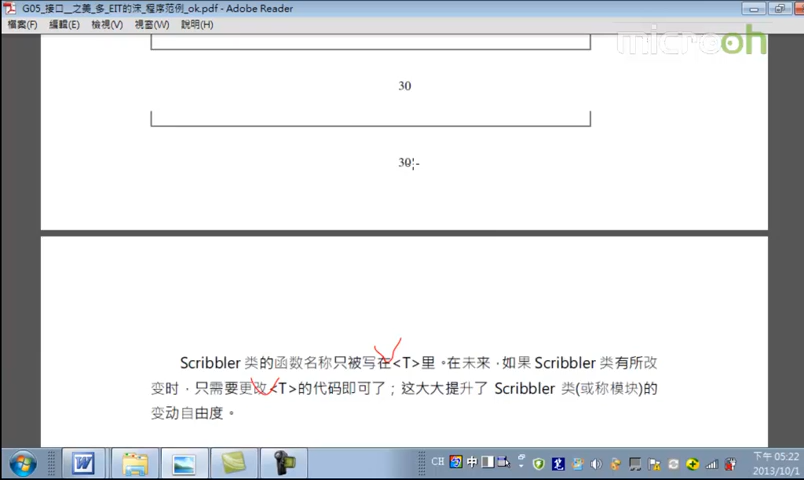 G05_接口__之美_多_EIT的深_程序范例_ok.pdf - Adobe Reader
檔案(F) 編輯(E) 檢視(V) 視窗(W) 說明(H)
microoh
30
30
Scribbler 类的函数名称只被写在<T>里。在未来，如果 Scribbler 类有所改
变时，只需要更改<T>的代码即可了；这大大提升了 Scribbler 类(或称模块)的
变动自由度。
CH 中
下午 05:22
2013/10/1